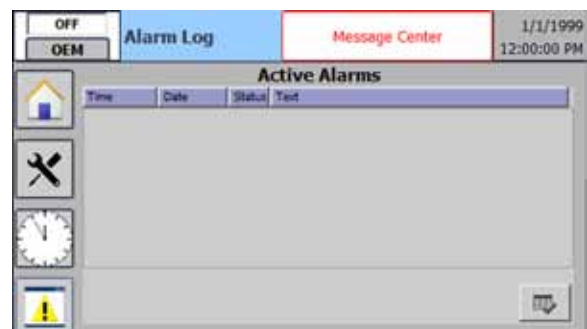 OFF
OEM
Alarm Log
Message Center
1/1/1999
12:00:00 PM
Active Alarms
Time Date Status Text